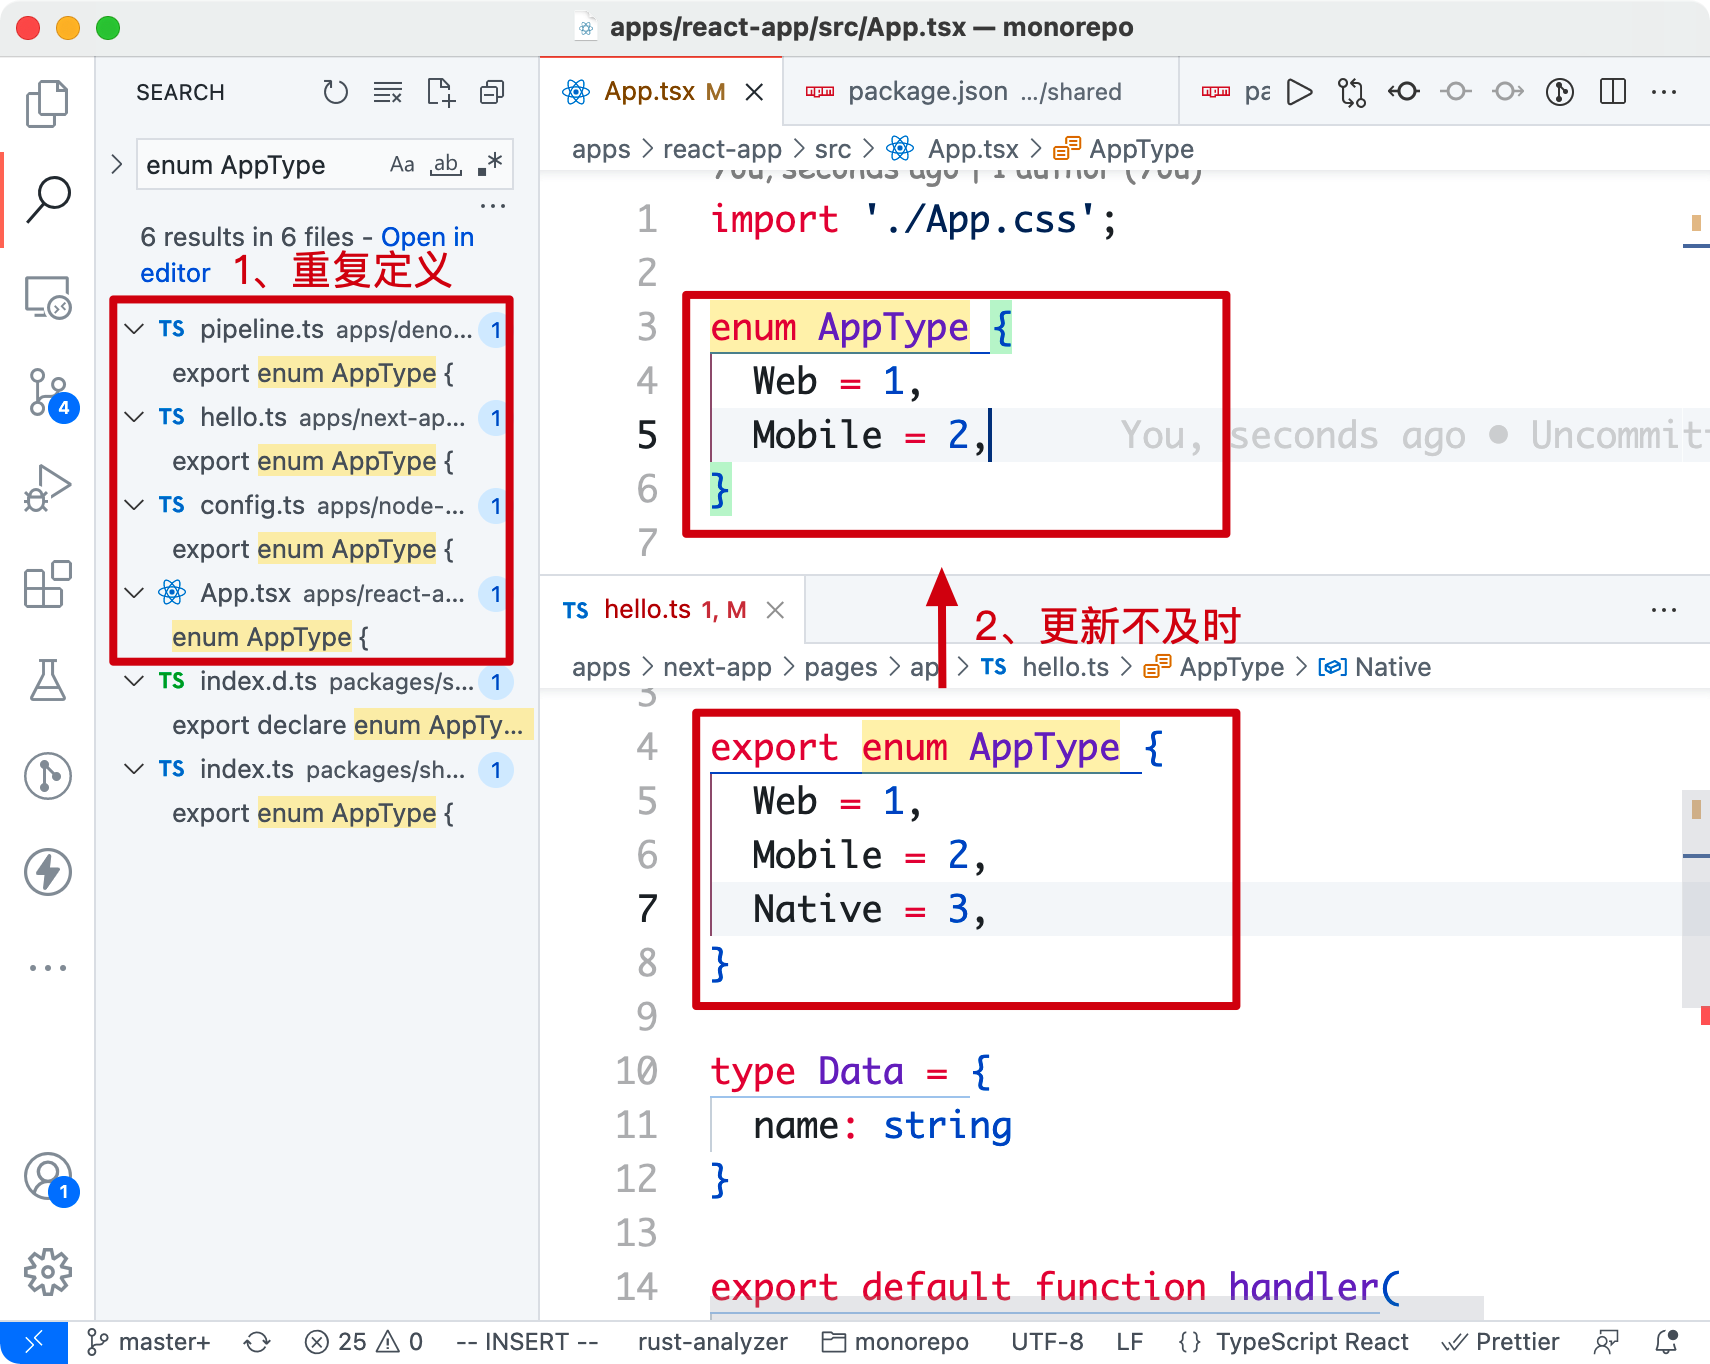 apps/react-app/src/App.tsx — monorepo
SEARCH
enum AppType
Aa ab .*
6 results in 6 files - Open in
editor
1、重复定义
TS pipeline.ts apps/deno... 1
export enum AppType {
TS hello.ts apps/next-ap... 1
export enum AppType {
TS config.ts apps/node-... 1
export enum AppType {
App.tsx apps/react-a... 1
enum AppType {
TS index.d.ts packages/s... 1
export declare enum AppTy...
TS index.ts packages/sh... 1
export enum AppType {
4
1
App.tsx M
package.json .../shared
pa
apps > react-app > src > App.tsx > AppType
You, seconds ago | 1 author (You)
1 import './App.css';
2
3 enum AppType {
4 Web = 1,
5 Mobile = 2, You, seconds ago • Uncommitt
6 }
7
TS hello.ts 1, M
2、更新不及时
apps > next-app > pages > ap > TS hello.ts > AppType > Native
3
4 export enum AppType {
5 Web = 1,
6 Mobile = 2,
7 Native = 3,
8 }
9
10 type Data = {
11 name: string
12 }
13
14 export default function handler(
master+ 25 0 -- INSERT -- rust-analyzer monorepo UTF-8 LF {} TypeScript React Prettier